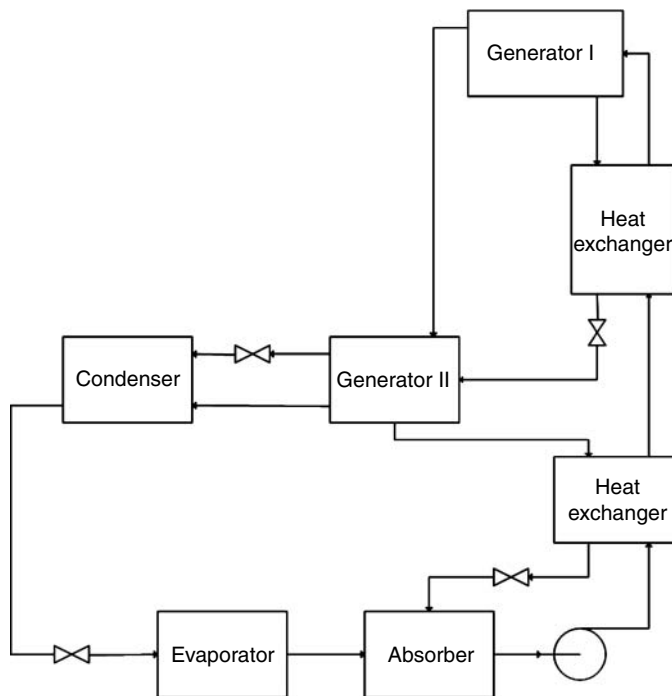 Generator I
Heat
exchanger
Condenser
Generator II
Heat
exchanger
Evaporator
Absorber